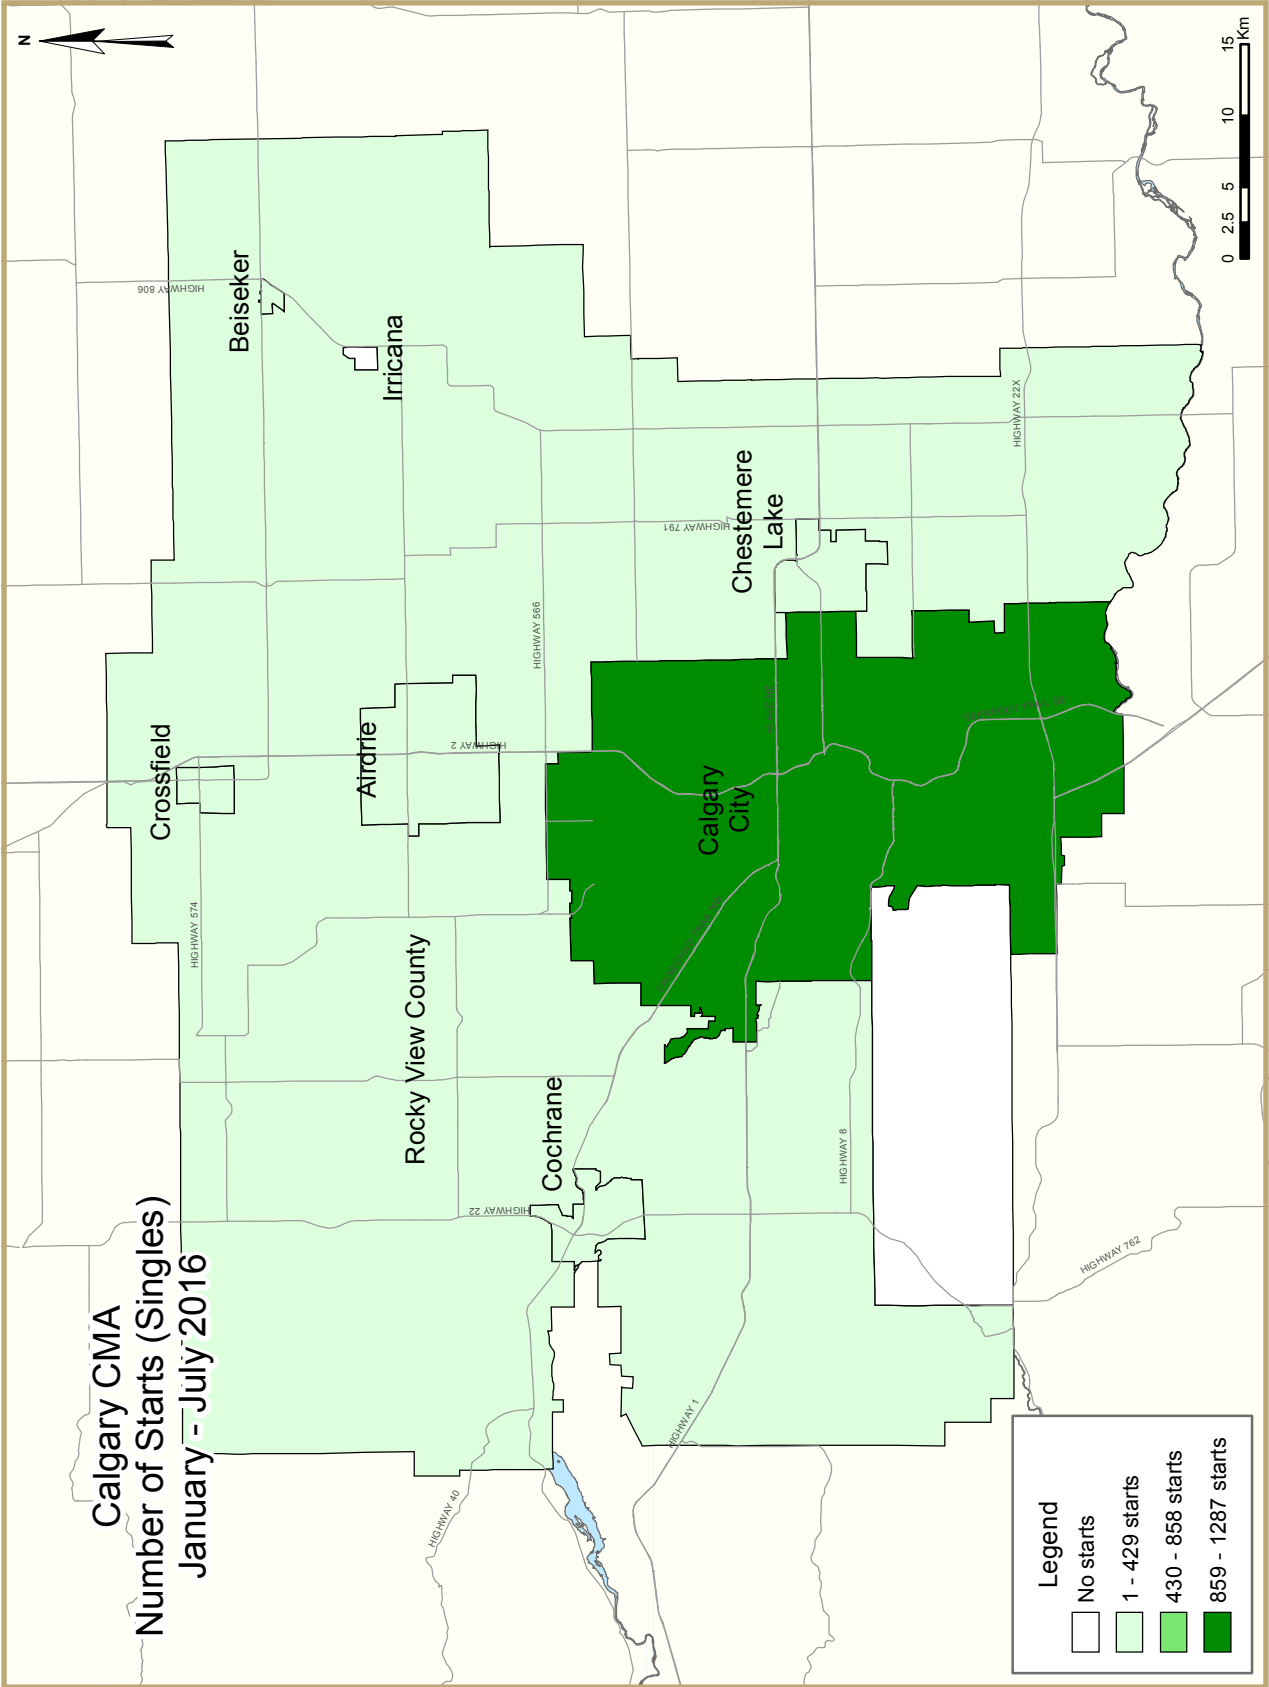 Calgary CMA
Number of Starts (Singles)
January - July 2016
N
Crossfield
Beiseker
Irricana
Airdrie
Rocky View County
Cochrane
Chestemere
Lake
Calgary
City
HIGHWAY 806
HIGHWAY 574
HIGHWAY 566
HIGHWAY 2
HIGHWAY 791
HIGHWAY 22
HIGHWAY 40
HIGHWAY 1
HIGHWAY 8
HIGHWAY 22X
HIGHWAY 762
Legend
No starts
1 - 429 starts
430 - 858 starts
859 - 1287 starts
0 2.5 5 10 15
Km